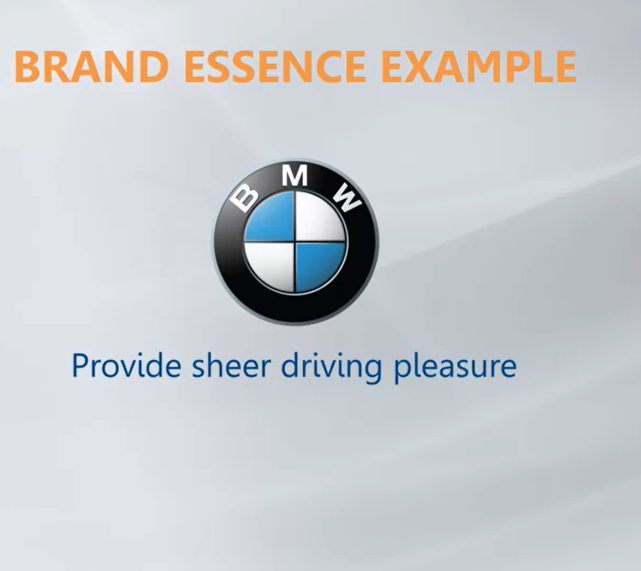 BRAND ESSENCE EXAMPLE
BMW
Provide sheer driving pleasure